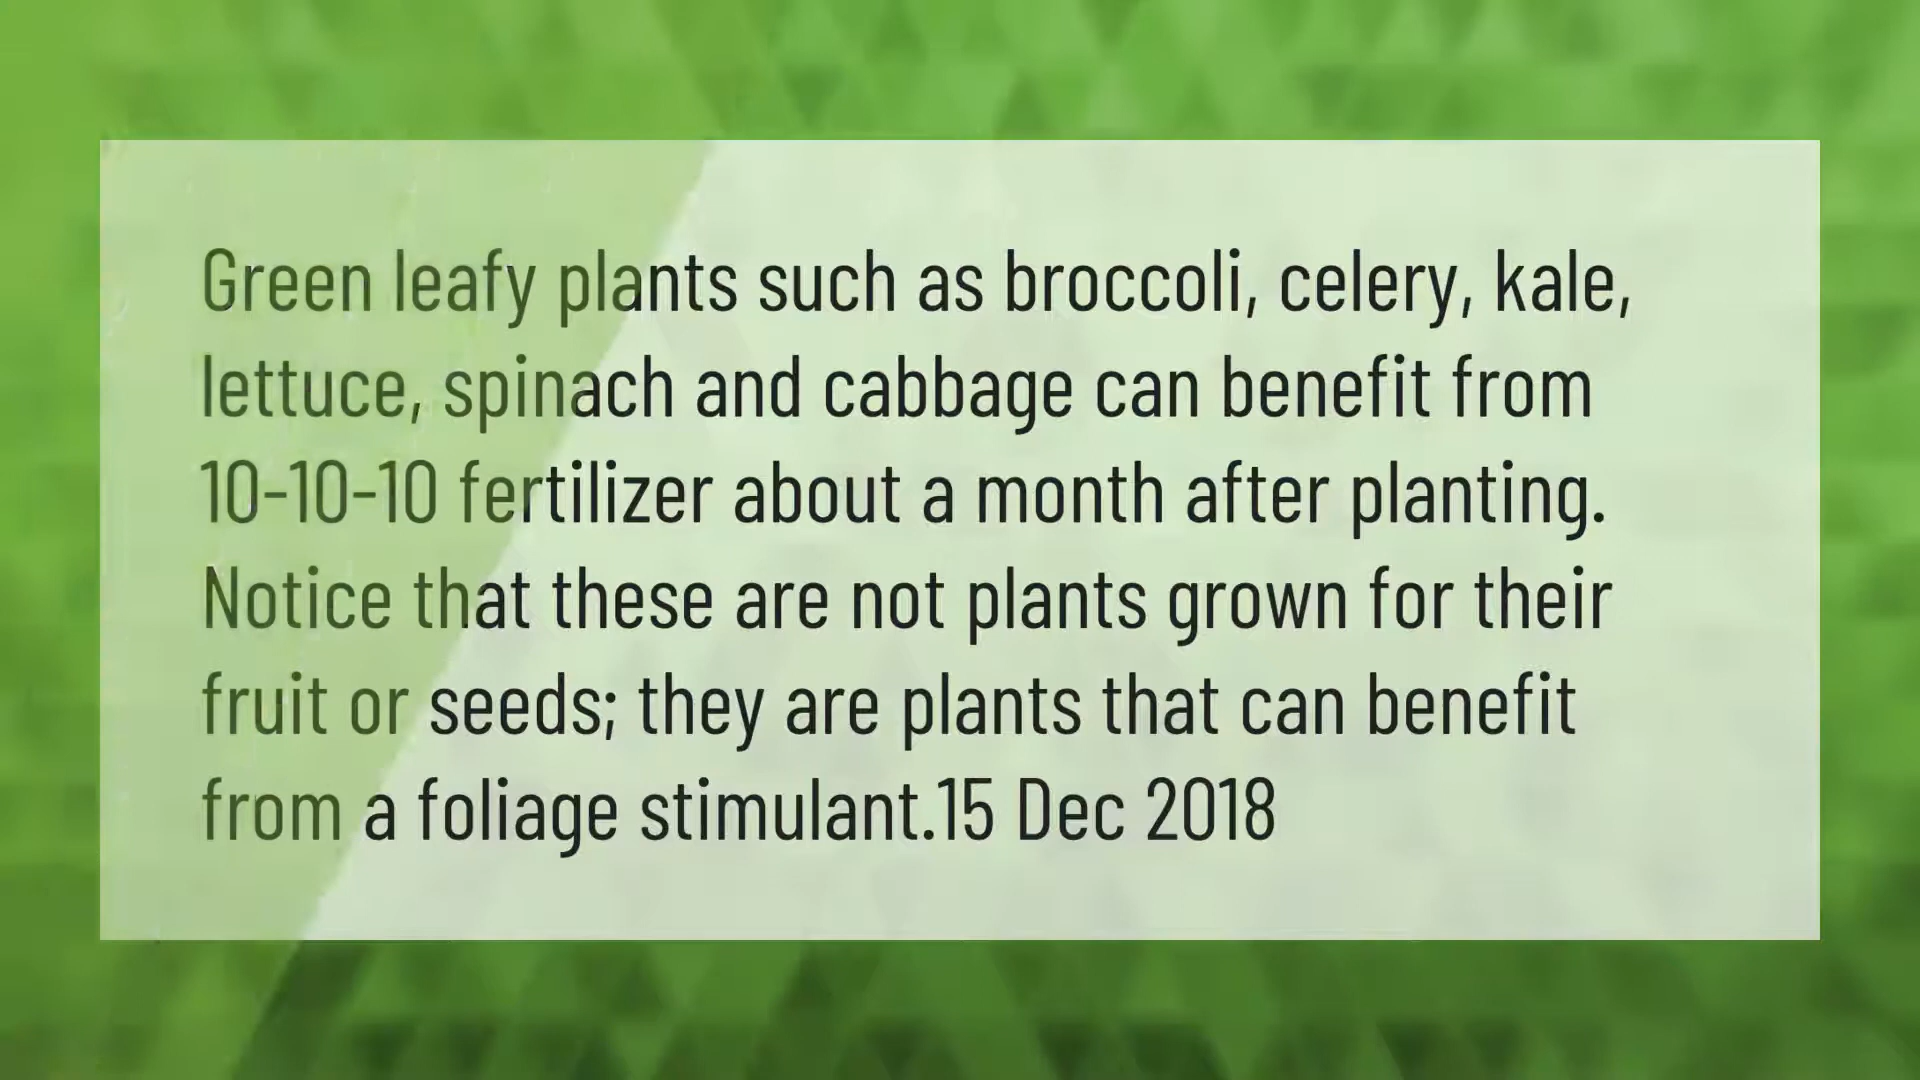 Green leafy plants such as broccoli, celery, kale,
lettuce, spinach and cabbage can benefit from
10-10-10 fertilizer about a month after planting.
Notice that these are not plants grown for their
fruit or seeds; they are plants that can benefit
from a foliage stimulant.15 Dec 2018